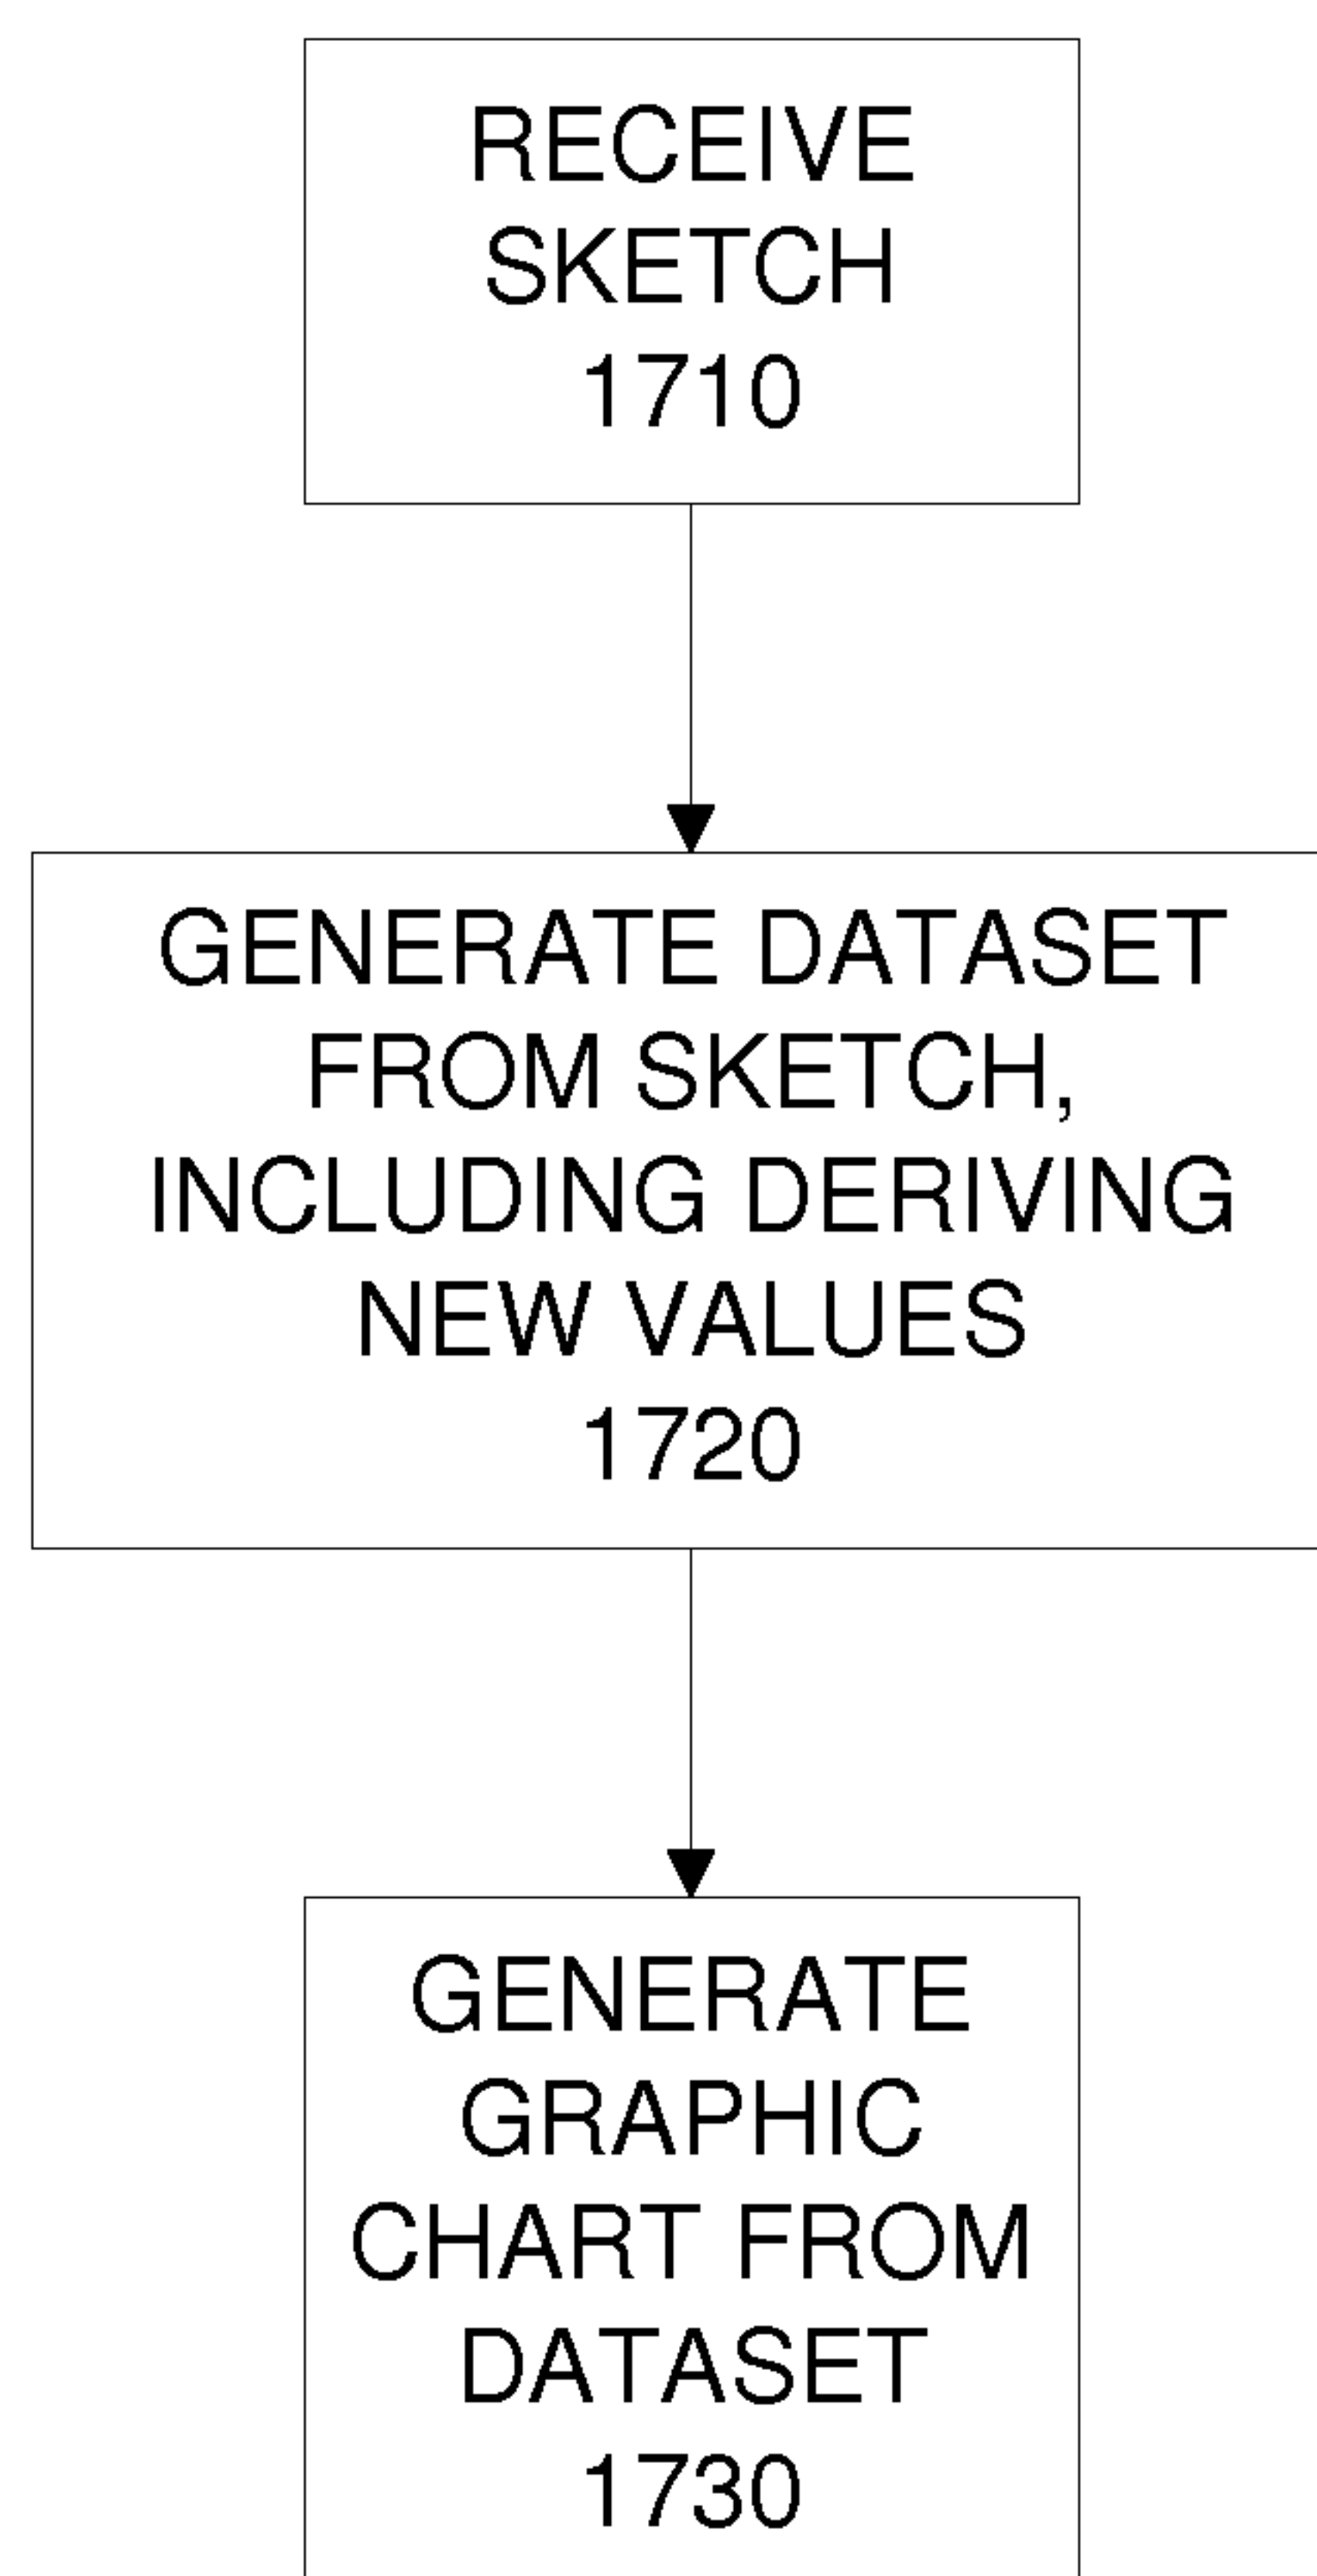 RECEIVE
SKETCH
1710
GENERATE DATASET
FROM SKETCH,
INCLUDING DERIVING
NEW VALUES
1720
GENERATE
GRAPHIC
CHART FROM
DATASET
1730